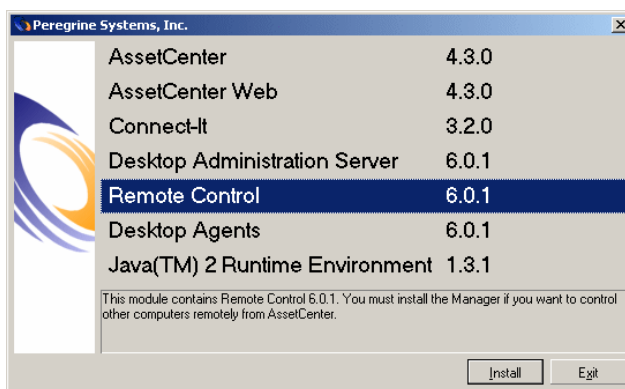 Peregrine Systems, Inc.
AssetCenter 4.3.0
AssetCenter Web 4.3.0
Connect-It 3.2.0
Desktop Administration Server 6.0.1
Remote Control 6.0.1
Desktop Agents 6.0.1
Java(TM) 2 Runtime Environment 1.3.1
This module contains Remote Control 6.0.1. You must install the Manager if you want to control
other computers remotely from AssetCenter.
Install Exit